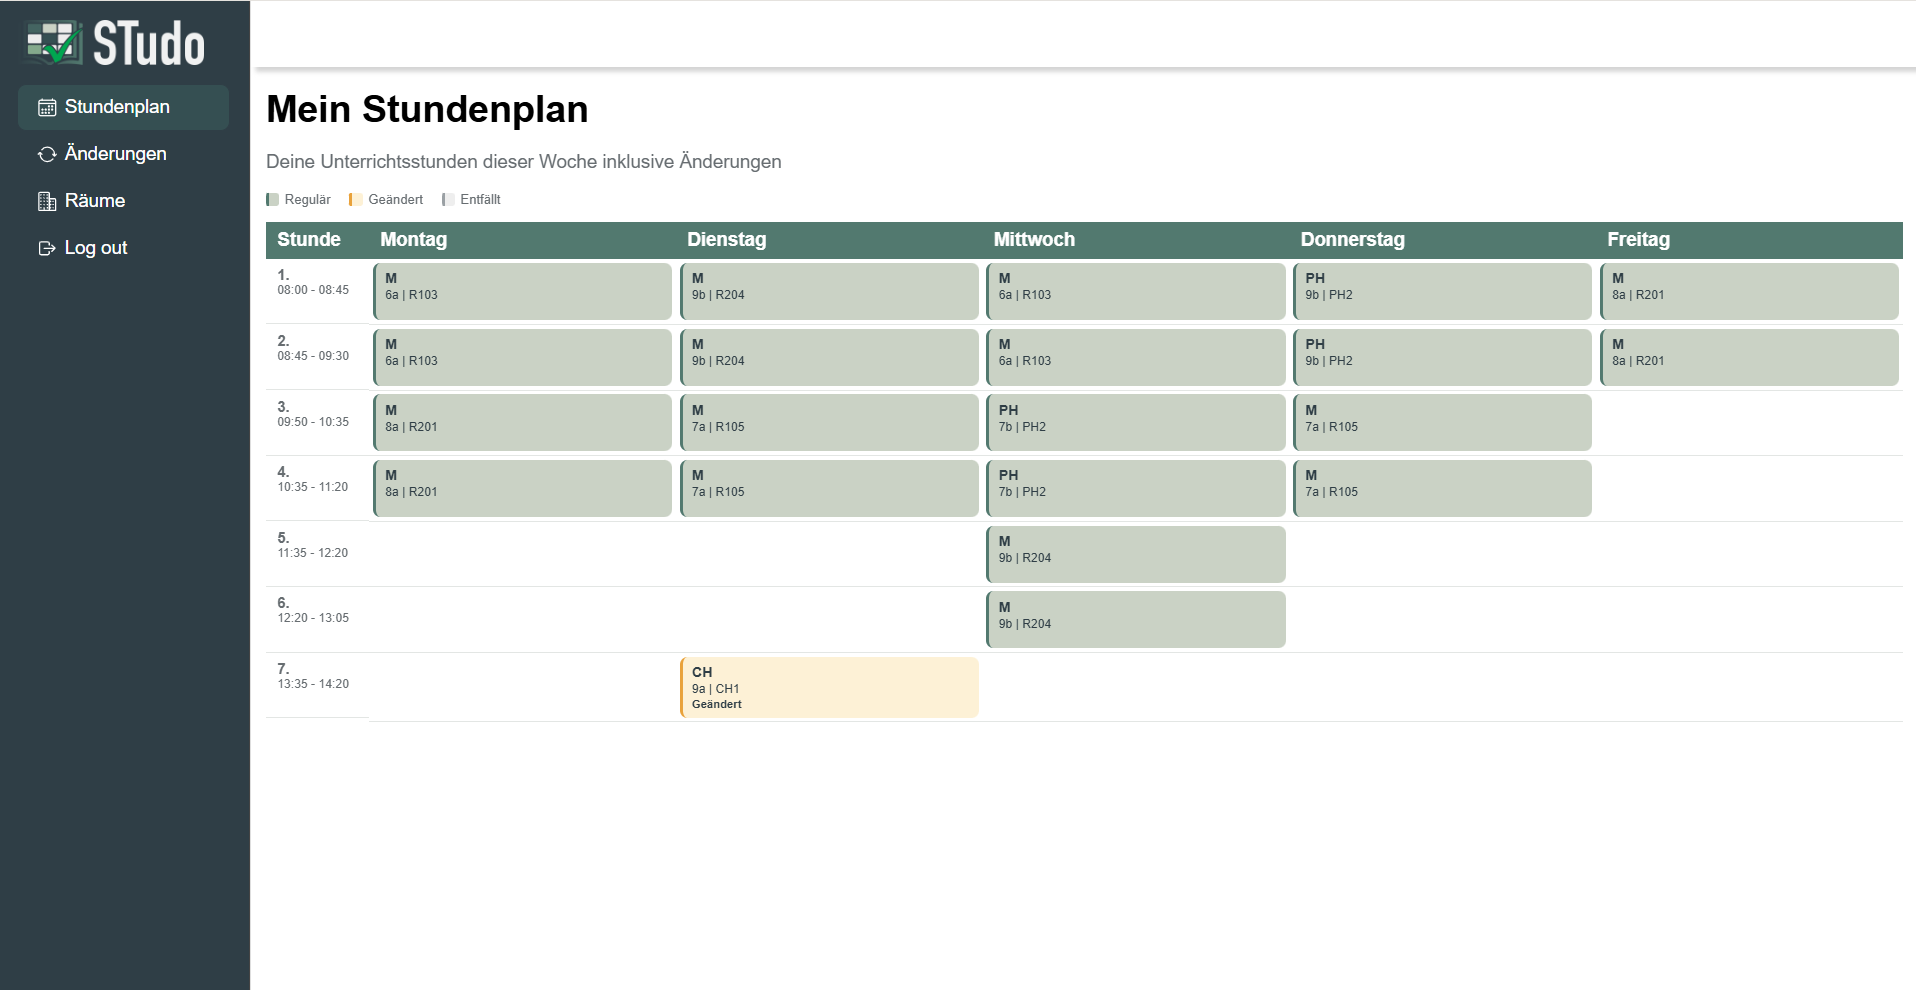 STudo
Stundenplan
Änderungen
Räume
Log out
Mein Stundenplan
Deine Unterrichtsstunden dieser Woche inklusive Änderungen
Regulär Geändert Entfällt
Stunde Montag Dienstag Mittwoch Donnerstag Freitag
1.
08:00 - 08:45
M
6a | R103
M
9b | R204
M
6a | R103
PH
9b | PH2
M
8a | R201
2.
08:45 - 09:30
M
6a | R103
M
9b | R204
M
6a | R103
PH
9b | PH2
M
8a | R201
3.
09:50 - 10:35
M
8a | R201
M
7a | R105
PH
7b | PH2
M
7a | R105
4.
10:35 - 11:20
M
8a | R201
M
7a | R105
PH
7b | PH2
M
7a | R105
5.
11:35 - 12:20
M
9b | R204
6.
12:20 - 13:05
M
9b | R204
7.
13:35 - 14:20
CH
9a | CH1
Geändert